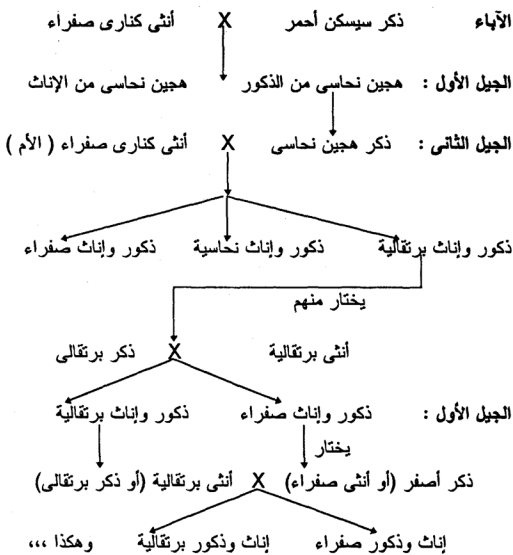 الآباء ذكر سيسكن أحمر X أنثى كنارى صفراء
الجيل الأول : هجين نحاسى من الذكور هجين نحاسى من الإناث
الجيل الثانى : ذكر هجين نحاسى X أنثى كنارى صفراء ( الأم )
ذكور وإناث برتقالية ذكور وإناث نحاسية ذكور وإناث صفراء
يختار منهم
أنثى برتقالية X ذكر برتقالى
الجيل الأول : ذكور وإناث صفراء ذكور وإناث برتقالية
يختار
ذكر أصفر (أو أنثى صفراء) X أنثى برتقالية (أو ذكر برتقالى)
إناث وذكور صفراء إناث وذكور برتقالية وهكذا ،،،